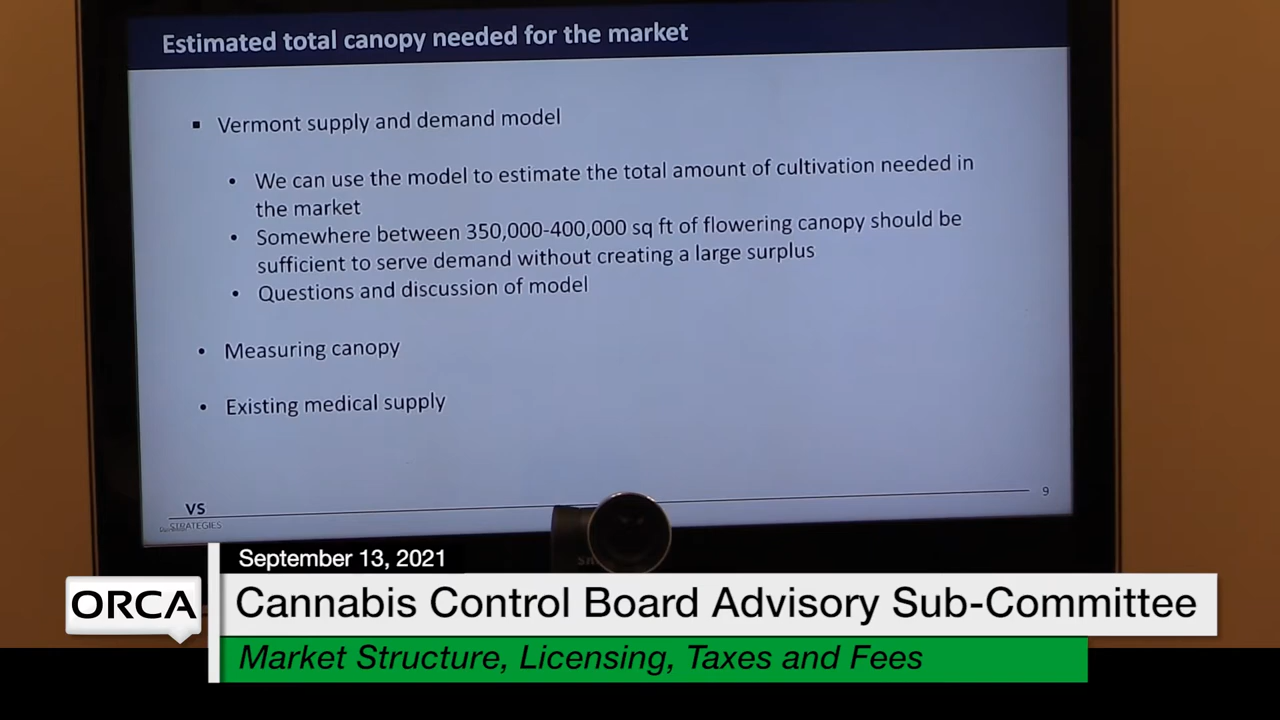 Estimated total canopy needed for the market
▪ Vermont supply and demand model
• We can use the model to estimate the total amount of cultivation needed in
the market
• Somewhere between 350,000-400,000 sq ft of flowering canopy should be
sufficient to serve demand without creating a large surplus
• Questions and discussion of model
• Measuring canopy
• Existing medical supply
9
VS
STRATEGIES
September 13, 2021
ORCA
Cannabis Control Board Advisory Sub-Committee
Market Structure, Licensing, Taxes and Fees